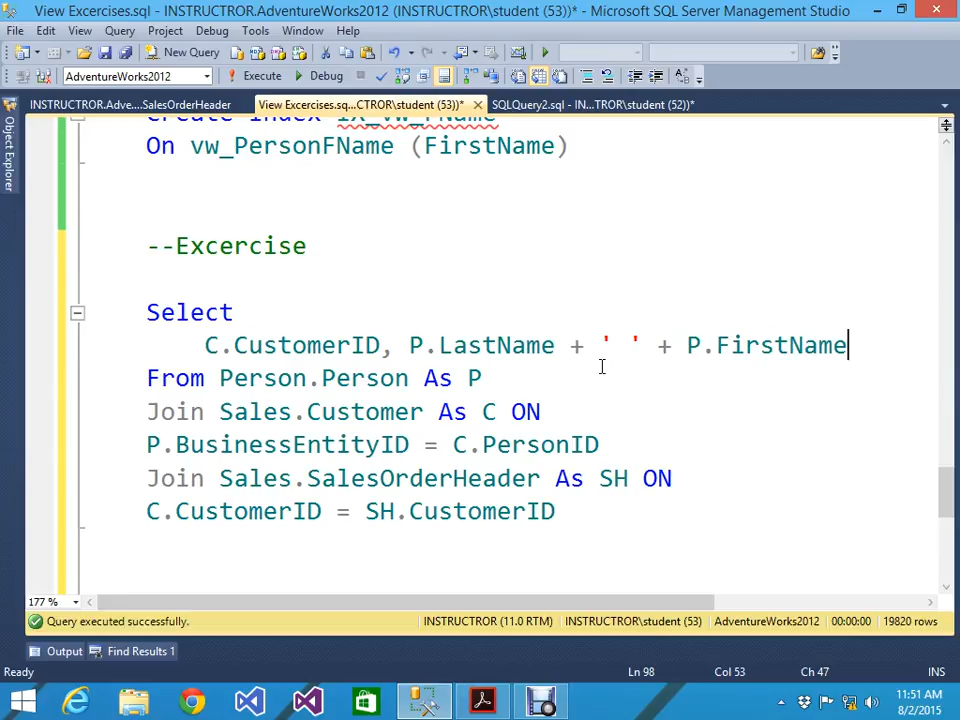 View Excercises.sql - INSTRUCTROR.AdventureWorks2012 (INSTRUCTROR\student (53))* - Microsoft SQL Server Management Studio
File Edit View Query Project Debug Tools Window Help
New Query
AdventureWorks2012 Execute Debug
INSTRUCTROR.Adve....SalesOrderHeader View Excercises.sq...CTROR\student (53))* SQLQuery2.sql - IN...TROR\student (52))*
Object Explorer
Create Index IX_vw_FName
On vw_PersonFName (FirstName)
--Excercise
Select
C.CustomerID, P.LastName + ' ' + P.FirstName
From Person.Person As P
Join Sales.Customer As C ON
P.BusinessEntityID = C.PersonID
Join Sales.SalesOrderHeader As SH ON
C.CustomerID = SH.CustomerID
177 %
Query executed successfully. INSTRUCTROR (11.0 RTM) INSTRUCTROR\student (53) AdventureWorks2012 00:00:00 19820 rows
Output Find Results 1
Ready Ln 98 Col 53 Ch 47 INS
11:51 AM
8/2/2015